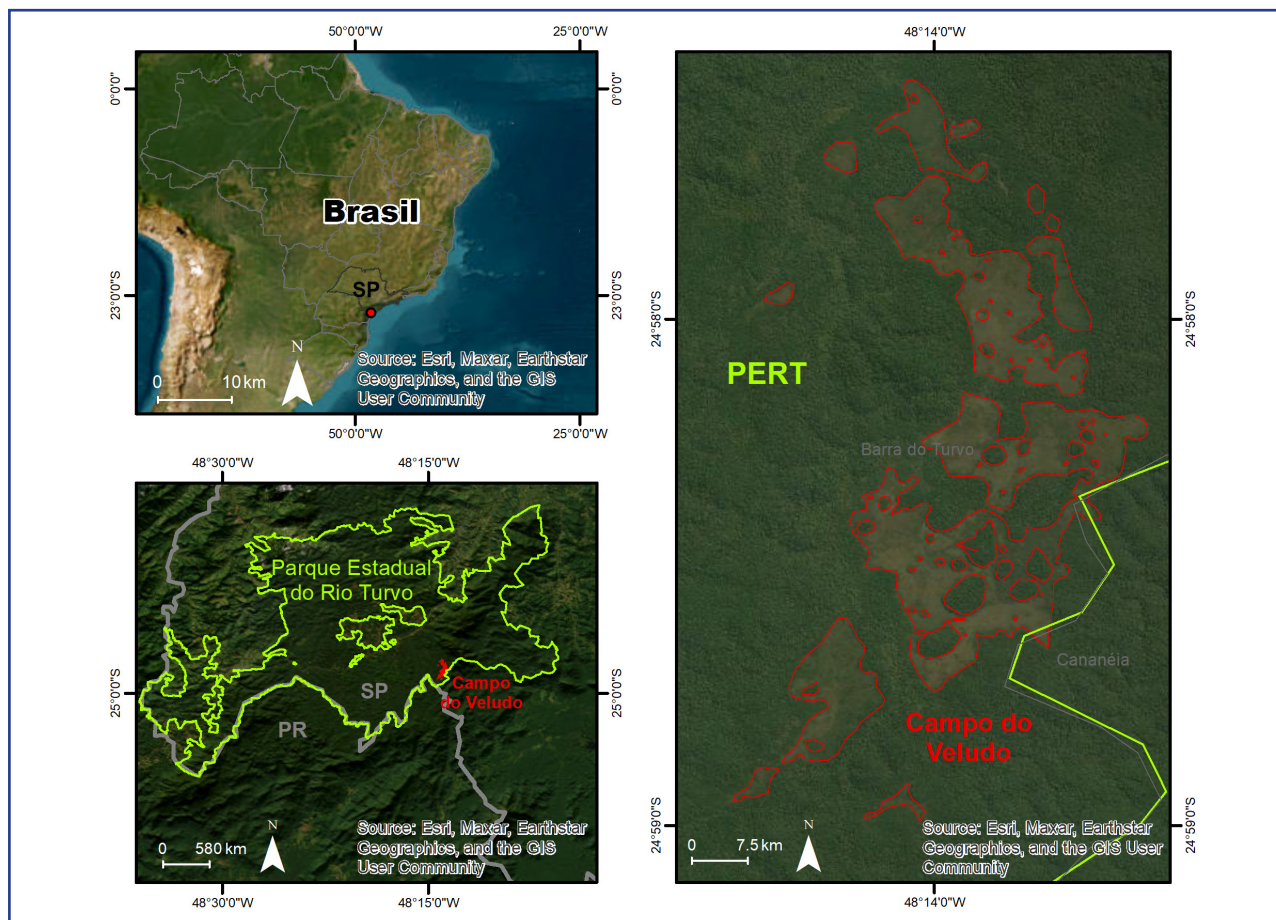 50°0'0"W
25°0'0"W
0°0'0"
0°0'0"
Brasil
SP
23°0'0"S
23°0'0"S
N
0
10 km
Source: Esri, Maxar, Earthstar
Geographics, and the GIS
User Community
50°0'0"W
25°0'0"W
48°30'0"W
48°15'0"W
Parque Estadual
do Rio Turvo
SP
Campo
do Veludo
PR
25°0'0"S
25°0'0"S
N
0
580 km
Source: Esri, Maxar, Earthstar
Geographics, and the GIS
User Community
48°30'0"W
48°15'0"W
48°14'0"W
24°58'0"S
24°58'0"S
PERT
Barra do Turvo
Cananéia
Campo do
Veludo
24°59'0"S
24°59'0"S
N
0
7.5 km
Source: Esri, Maxar, Earthstar
Geographics, and the GIS User
Community
48°14'0"W